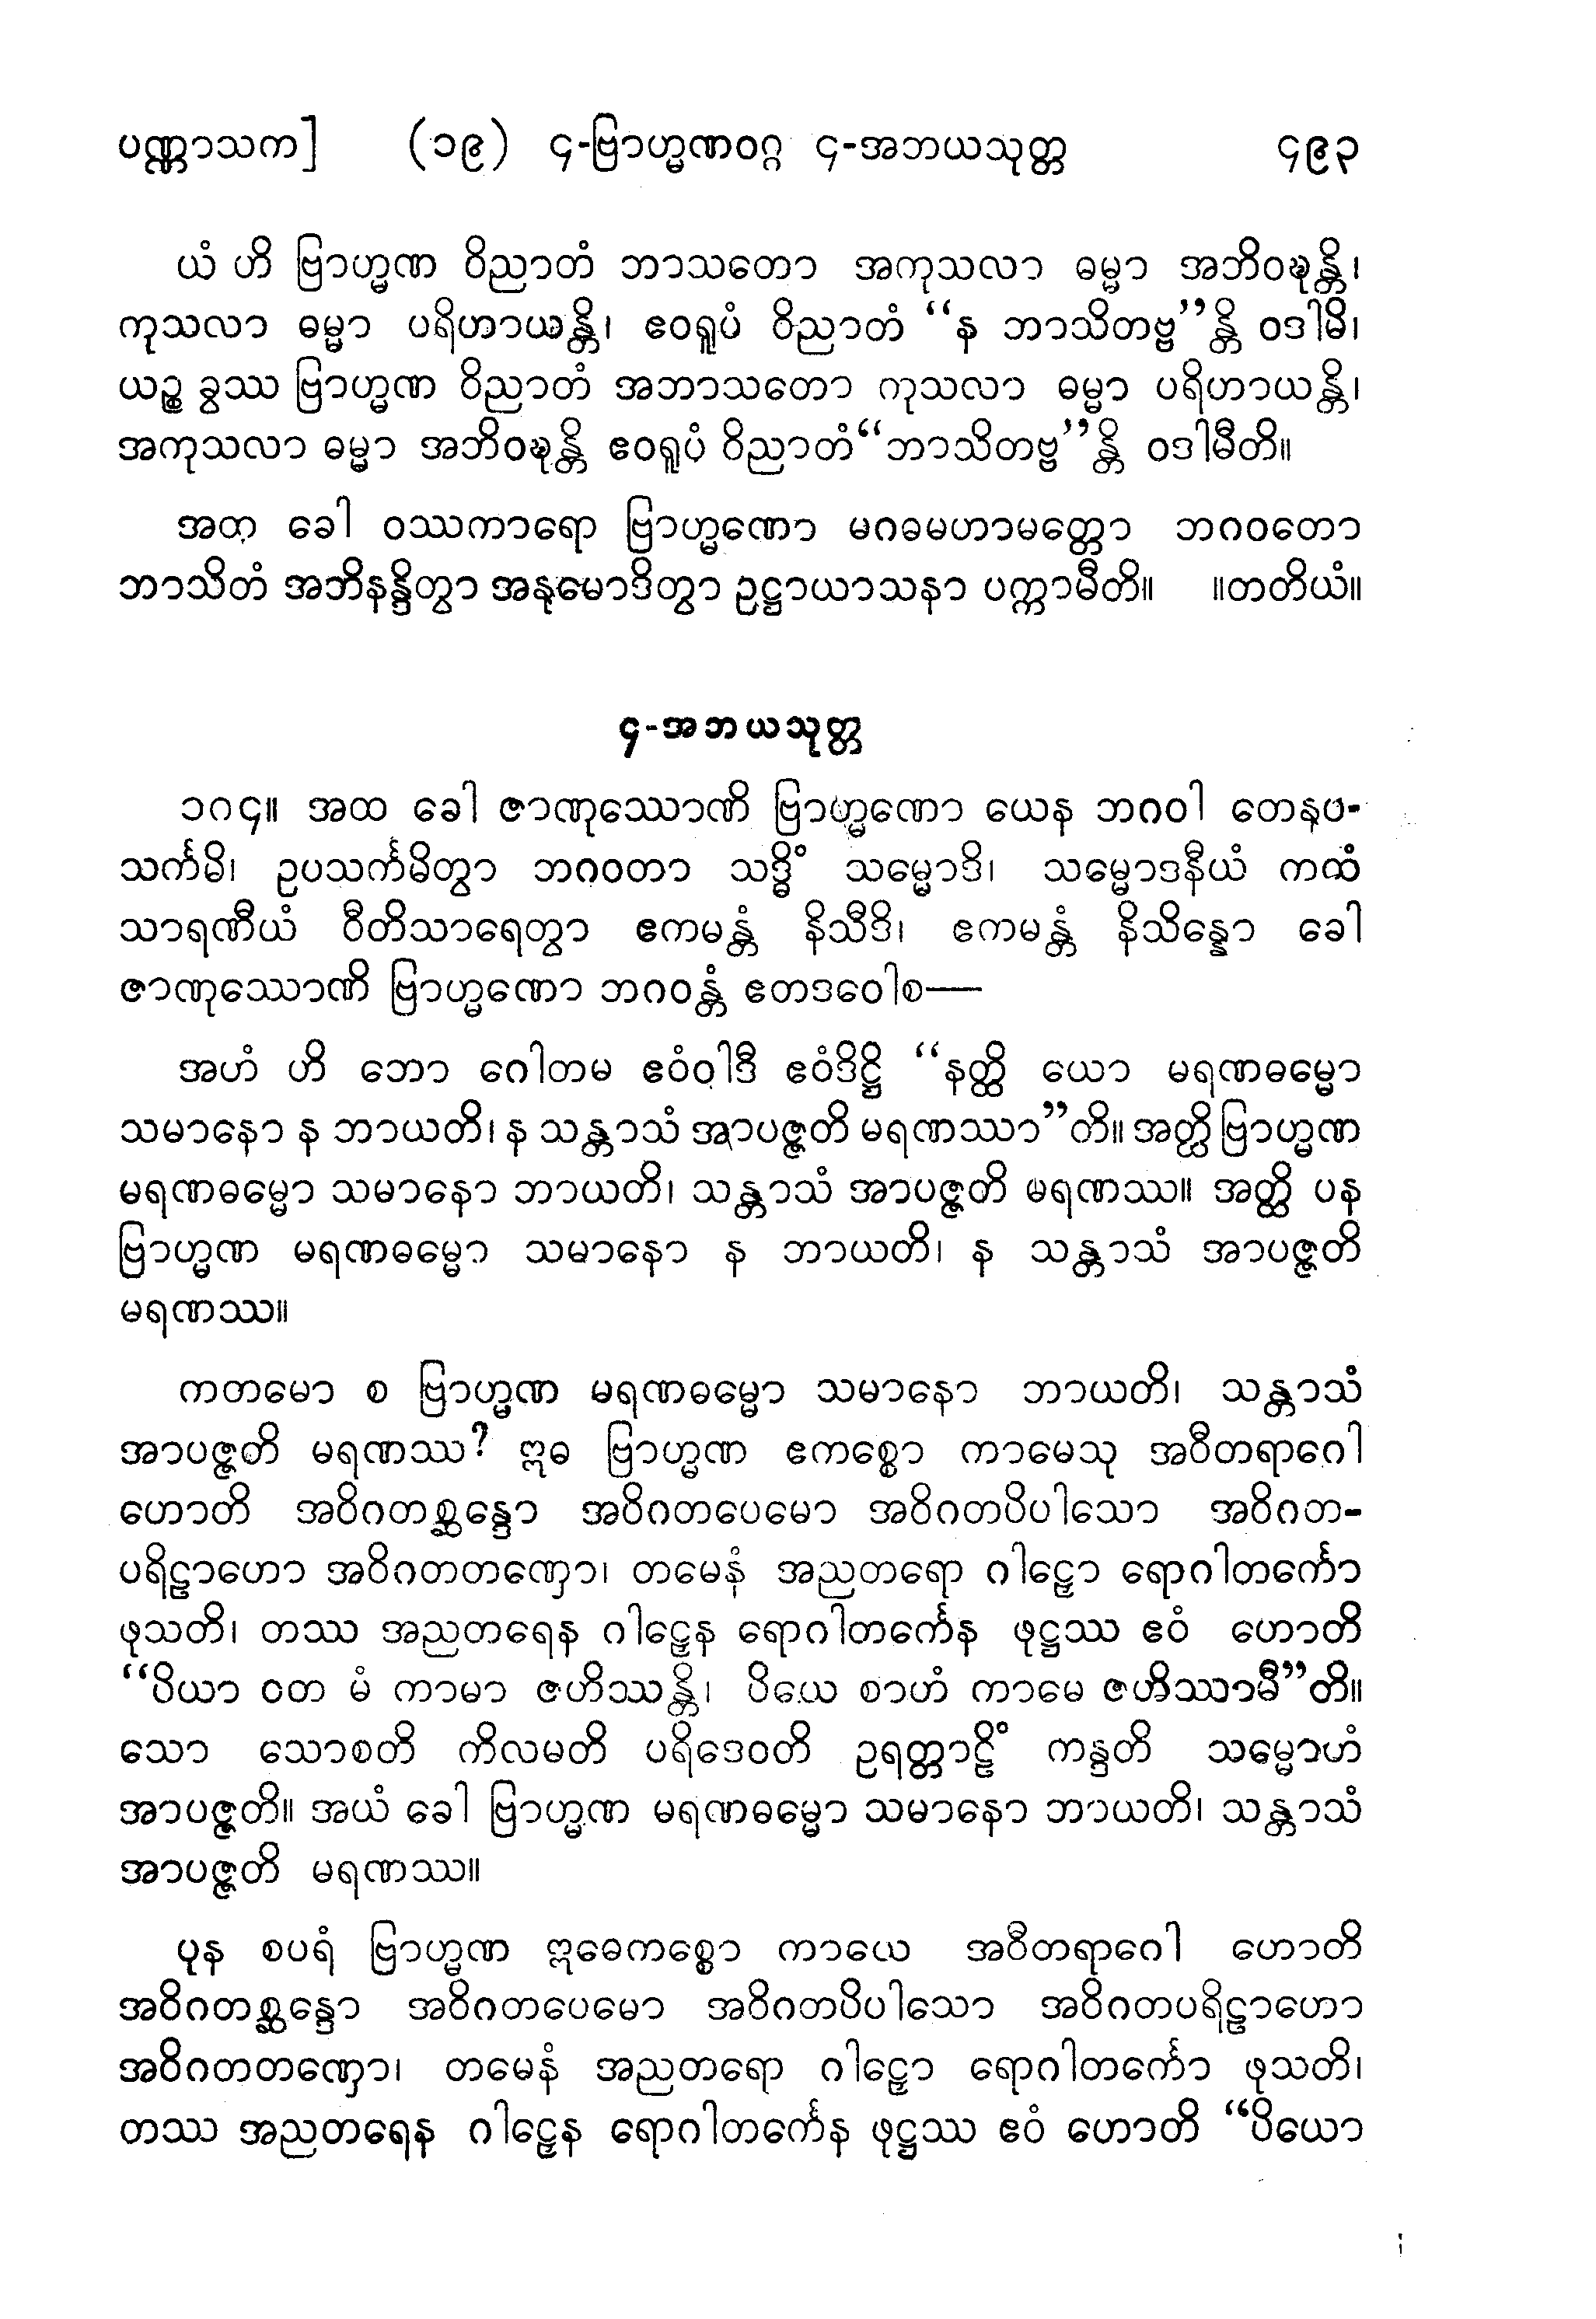 ပဏ္ဏာသက] (၁၉) ၄-ဗြာဟ္မဏဝဂ္ဂ ၄-အဘယသုတ္တ ၄၉၃
ယံ ဟိ ဗြာဟ္မဏ ဝိညာတံ ဘာသတော အကုသလာ ဓမ္မာ အဘိဝဍ္ဎန္တိ၊
ကုသလာ ဓမ္မာ ပရိဟာယန္တိ၊ ဧဝရူပံ ဝိညာတံ “န ဘာသိတဗ္ဗ”န္တိ ဝဒါမိ၊
ယဉ္စ ခွဿ ဗြာဟ္မဏ ဝိညာတံ အဘာသတော ကုသလာ ဓမ္မာ ပရိဟာယန္တိ၊
အကုသလာ ဓမ္မာ အဘိဝဍ္ဎန္တိ ဧဝရူပံ ဝိညာတံ“ဘာသိတဗ္ဗ”န္တိ ဝဒါမီတိ။
အထ ခေါ ဝဿကာရော ဗြာဟ္မဏော မဂဓမဟာမတ္တော ဘဂဝတော
ဘာသိတံ အဘိနန္ဒိတွာ အနုမောဒိတွာ ဥဋ္ဌာယာသနာ ပက္ကာမီတိ။ ။တတိယံ။
၄-အဘယသုတ္တ
၁၈၄။ အထ ခေါ ဇာဏုဿောဏိ ဗြာဟ္မဏော ယေန ဘဂဝါ တေနုပ-
သင်္ကမိ၊ ဥပသင်္ကမိတွာ ဘဂဝတာ သဒ္ဓိံ သမ္မောဒိ၊ သမ္မောဒနီယံ ကထံ
သာရဏီယံ ဝီတိသာရေတွာ ဧကမန္တံ နိသီဒိ၊ ဧကမန္တံ နိသိန္နော ခေါ
ဇာဏုဿောဏိ ဗြာဟ္မဏော ဘဂဝန္တံ ဧတဒဝေါစ—
အဟံ ဟိ ဘော ဂေါတမ ဧဝံဝါဒီ ဧဝံဒိဋ္ဌိ “နတ္ထိ ယော မရဏဓမ္မော
သမာနော န ဘာယတိ၊ န သန္တာသံ အာပဇ္ဇတိ မရဏဿာ”တိ။ အတ္ထိ ဗြာဟ္မဏ
မရဏဓမ္မော သမာနော ဘာယတိ၊ သန္တာသံ အာပဇ္ဇတိ မရဏဿ။ အတ္ထိ ပန
ဗြာဟ္မဏ မရဏဓမ္မော သမာနော န ဘာယတိ၊ န သန္တာသံ အာပဇ္ဇတိ
မရဏဿ။
ကတမော စ ဗြာဟ္မဏ မရဏဓမ္မော သမာနော ဘာယတိ၊ သန္တာသံ
အာပဇ္ဇတိ မရဏဿ? ဣဓ ဗြာဟ္မဏ ဧကစ္စော ကာမေသု အဝီတရာဂေါ
ဟောတိ အဝိဂတစ္ဆန္ဒော အဝိဂတပေမော အဝိဂတပိပါသော အဝိဂတ-
ပရိဠာဟော အဝိဂတတဏှော၊ တမေနံ အညတရော ဂါဠှော ရောဂါတင်္ကော
ဖုသတိ၊ တဿ အညတရေန ဂါဠှေန ရောဂါတင်္ကေန ဖုဋ္ဌဿ ဧဝံ ဟောတိ
“ပိယာ ဝတ မံ ကာမာ ဇဟိဿန္တိ၊ ပိယေ စာဟံ ကာမေ ဇဟိဿာမီ”တိ။
သော သောစတိ ကိလမတိ ပရိဒေဝတိ ဥရတ္တာဠိံ ကန္ဒတိ သမ္မောဟံ
အာပဇ္ဇတိ။ အယံ ခေါ ဗြာဟ္မဏ မရဏဓမ္မော သမာနော ဘာယတိ၊ သန္တာသံ
အာပဇ္ဇတိ မရဏဿ။
ပုန စပရံ ဗြာဟ္မဏ ဣဓေကစ္စော ကာယေ အဝီတရာဂေါ ဟောတိ
အဝိဂတစ္ဆန္ဒော အဝိဂတပေမော အဝိဂတပိပါသော အဝိဂတပရိဠာဟော
အဝိဂတတဏှော၊ တမေနံ အညတရော ဂါဠှော ရောဂါတင်္ကော ဖုသတိ၊
တဿ အညတရေန ဂါဠှေန ရောဂါတင်္ကေန ဖုဋ္ဌဿ ဧဝံ ဟောတိ “ပိယော